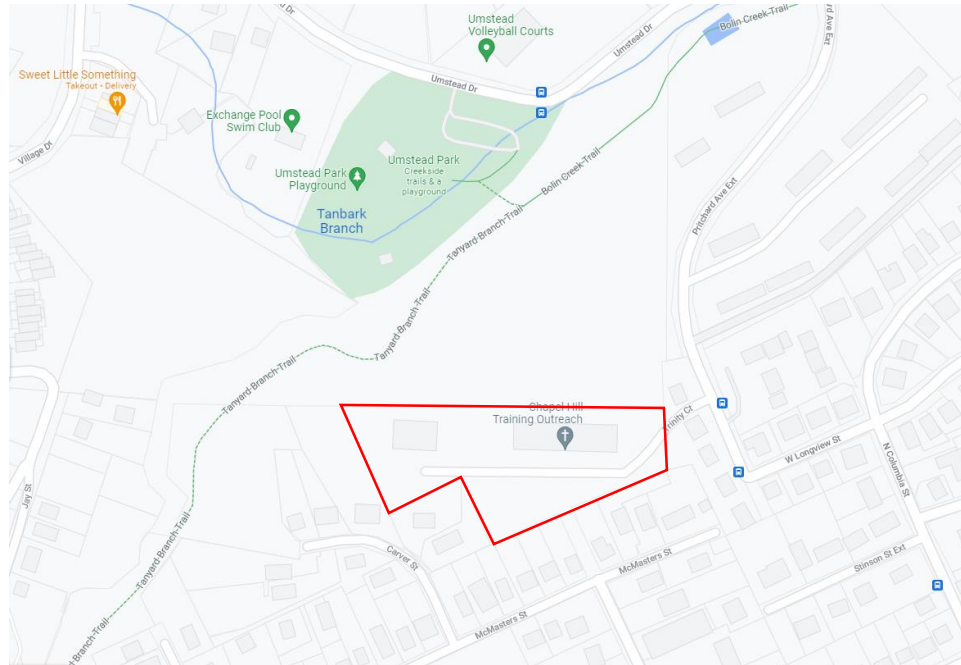 Umstead
Volleyball Courts
Bolin Creek Trail
Umstead Dr
Pritchard Ave Ext
Sweet Little Something
Takeout • Delivery
Umstead Dr
Exchange Pool
Swim Club
Village Dr
Umstead Park
Creekside
trails & a
playground
Umstead Park
Playground
Bolin Creek Trail
Tanbark
Branch
Tanyard Branch Trail
Tanyard Branch Trail
Tanyard Branch Trail
Chapel Hill
Training Outreach
Trinity Ct
W Longview St
N Columbia St
Jay St
Tanyard Branch Trail
Carver St
McMasters St
Stinson St Ext
McMasters St
Tanyard Branch Trail